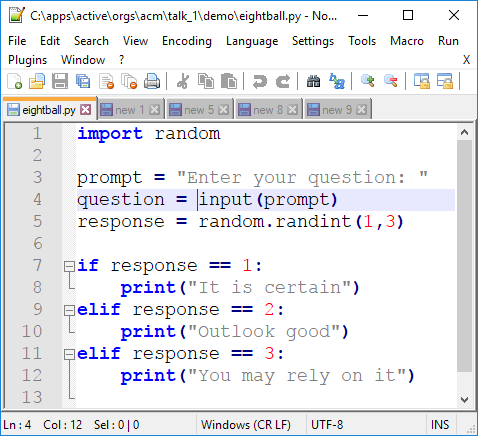 C:\apps\active\orgs\acm\talk_1\demo\eightball.py - No...
File Edit Search View Encoding Language Settings Tools Macro Run
Plugins Window ? X
eightball.py new 1 new 5 new 8 new 9
1 import random
2
3 prompt = "Enter your question: "
4 question = input(prompt)
5 response = random.randint(1,3)
6
7 if response == 1:
8     print("It is certain")
9 elif response == 2:
10     print("Outlook good")
11 elif response == 3:
12     print("You may rely on it")
13
Ln : 4 Col : 12 Sel : 0 | 0 Windows (CR LF) UTF-8 INS